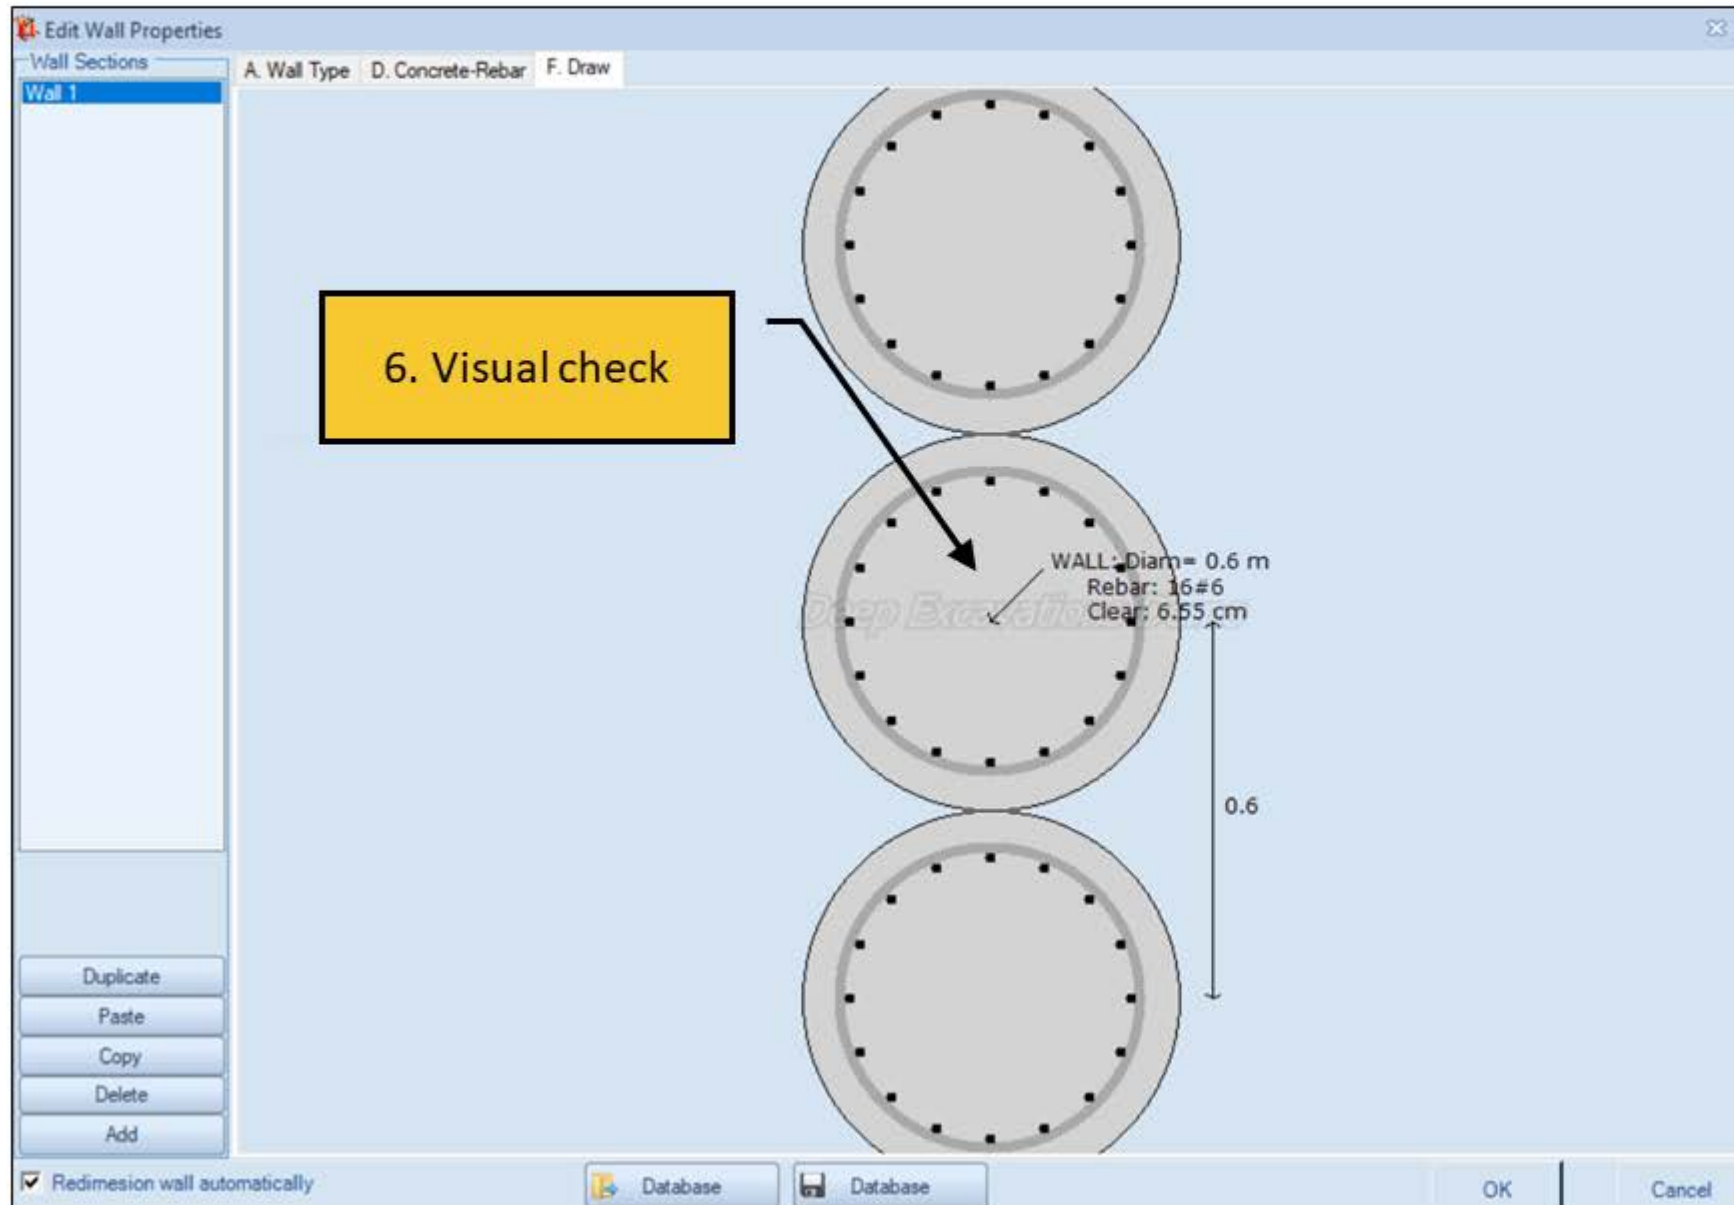 Edit Wall Properties
Wall Sections
A. Wall Type
D. Concrete-Rebar
F. Draw
Wall 1
6. Visual check
WALL: Diam= 0.6 m
Rebar: 16#6
Clear: 6.55 cm
Deep Excavation
0.6
Duplicate
Paste
Copy
Delete
Add
Redimesion wall automatically
Database
Database
OK
Cancel